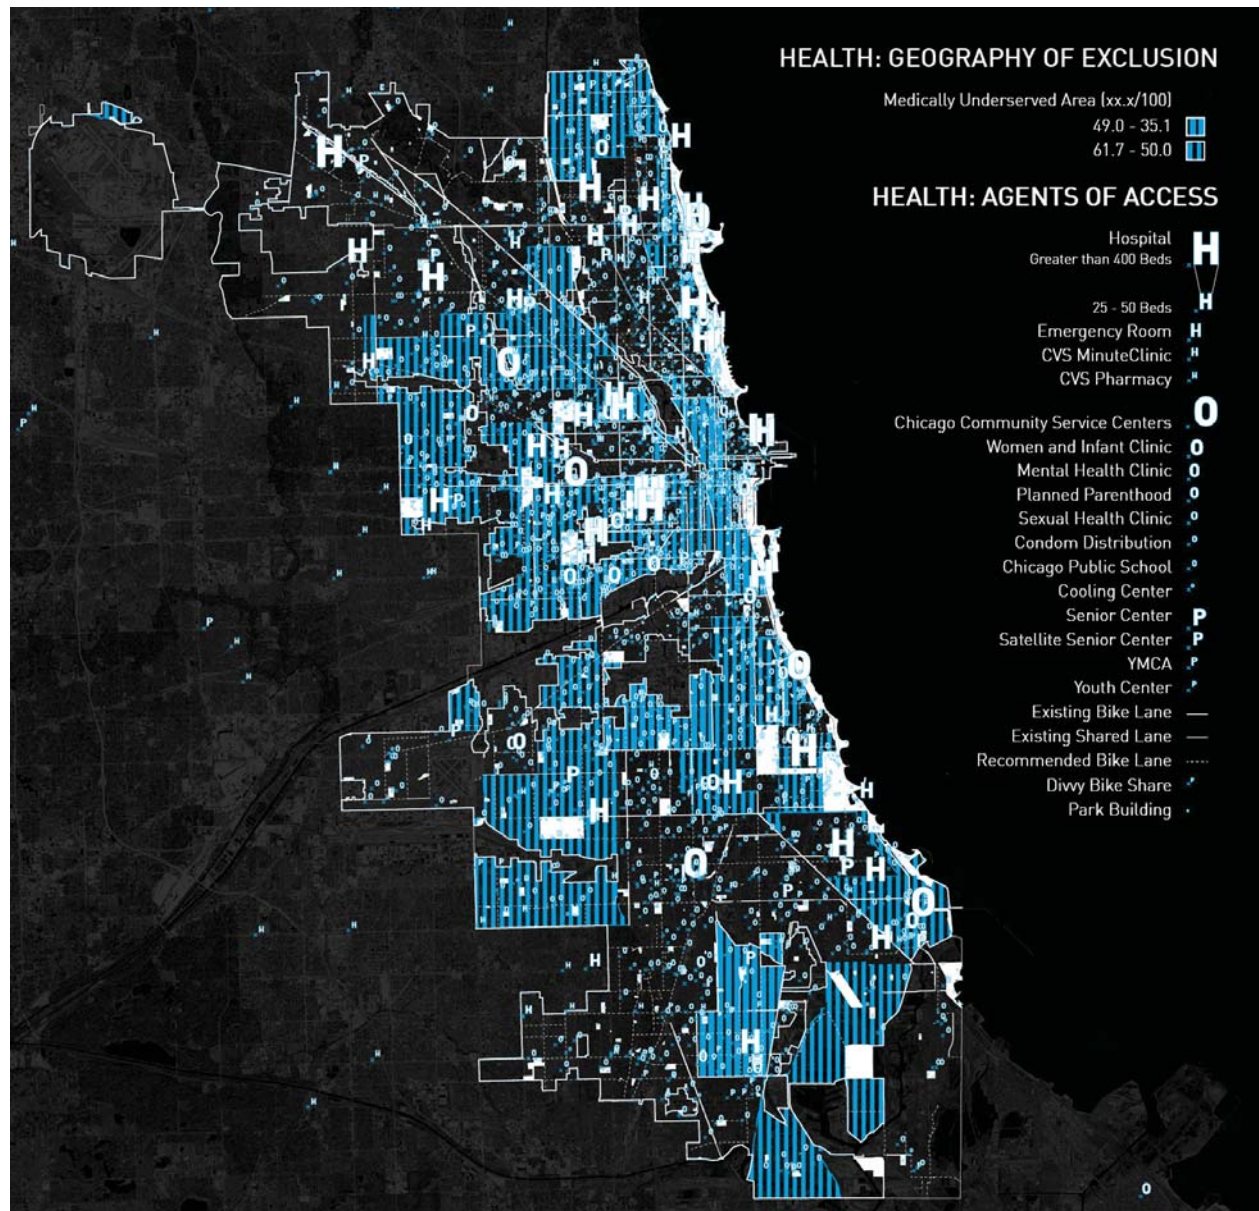 HEALTH: GEOGRAPHY OF EXCLUSION
Medically Underserved Area (xx.x/100)
49.0 - 35.1
61.7 - 50.0
HEALTH: AGENTS OF ACCESS
Hospital
Greater than 400 Beds
H
25 - 50 Beds H
Emergency Room H
CVS MinuteClinic H
CVS Pharmacy H
Chicago Community Service Centers O
Women and Infant Clinic O
Mental Health Clinic O
Planned Parenthood O
Sexual Health Clinic O
Condom Distribution O
Chicago Public School O
Cooling Center
Senior Center P
Satellite Senior Center P
YMCA P
Youth Center P
Existing Bike Lane
Existing Shared Lane
Recommended Bike Lane
Divvy Bike Share
Park Building